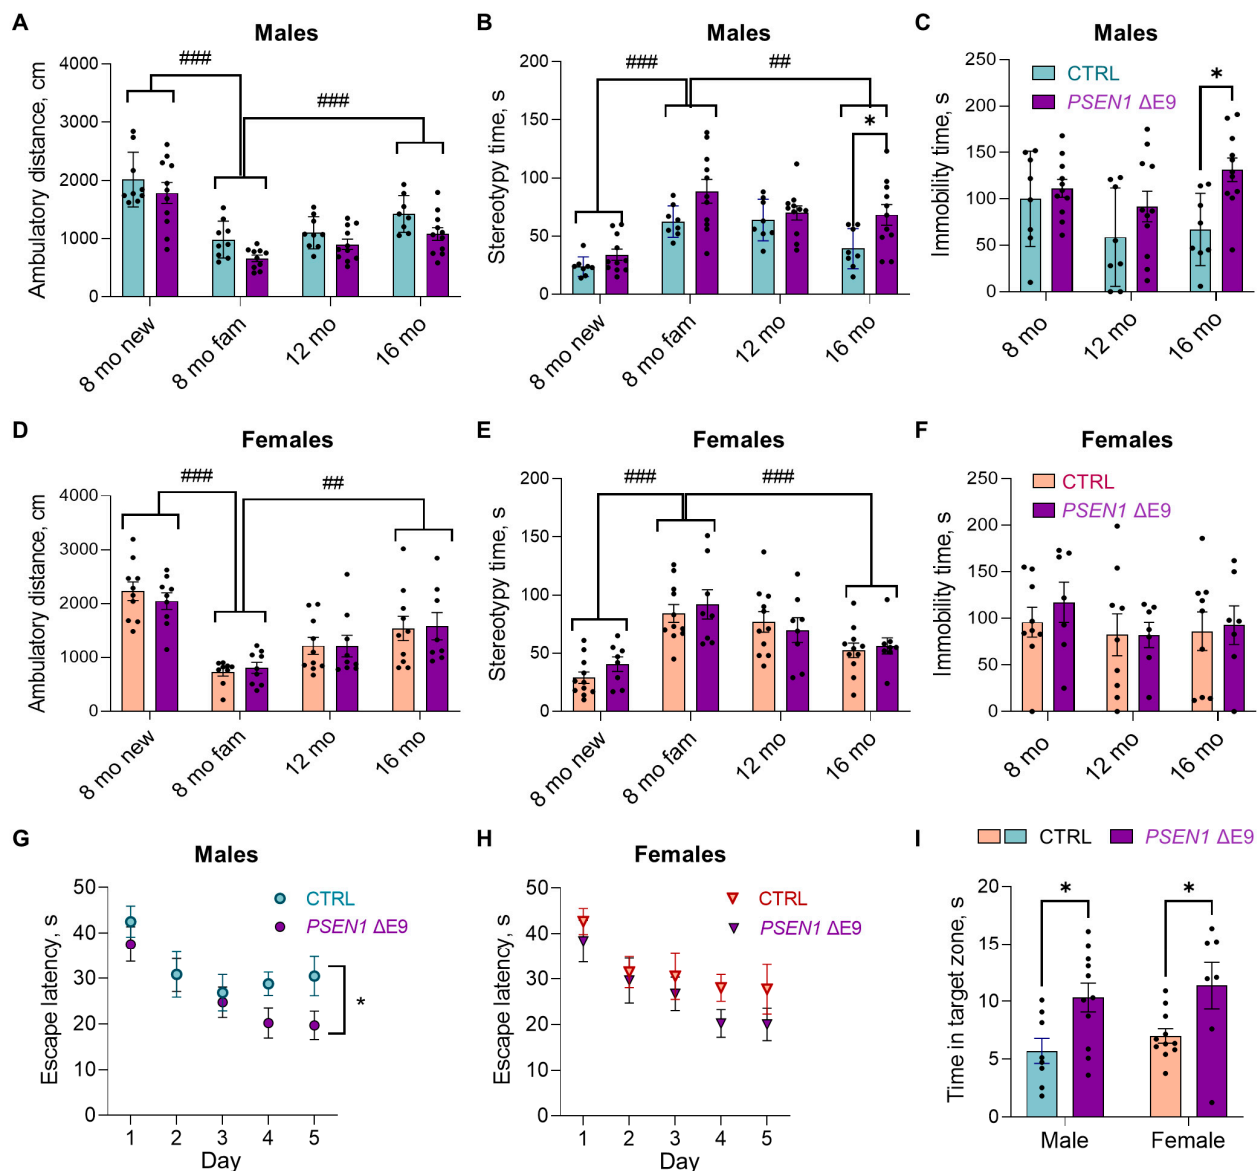 A
Males
Ambulatory distance, cm
4000
3000
2000
1000
0
###
###
8 mo new
8 mo fam
12 mo
16 mo
B
Males
Stereotypy time, s
200
150
100
50
0
###
##
*
8 mo new
8 mo fam
12 mo
16 mo
C
Males
Immobility time, s
250
200
150
100
50
0
CTRL
PSEN1 ΔE9
*
8 mo
12 mo
16 mo
D
Females
Ambulatory distance, cm
4000
3000
2000
1000
0
###
##
8 mo new
8 mo fam
12 mo
16 mo
E
Females
Stereotypy time, s
200
150
100
50
0
###
###
8 mo new
8 mo fam
12 mo
16 mo
F
Females
Immobility time, s
250
200
150
100
50
0
CTRL
PSEN1 ΔE9
8 mo
12 mo
16 mo
G
Males
Escape latency, s
50
40
30
20
10
0
CTRL
PSEN1 ΔE9
*
1 2 3 4 5
Day
H
Females
Escape latency, s
50
40
30
20
10
0
CTRL
PSEN1 ΔE9
1 2 3 4 5
Day
I
CTRL
PSEN1 ΔE9
Time in target zone, s
20
15
10
5
0
*
*
Male
Female